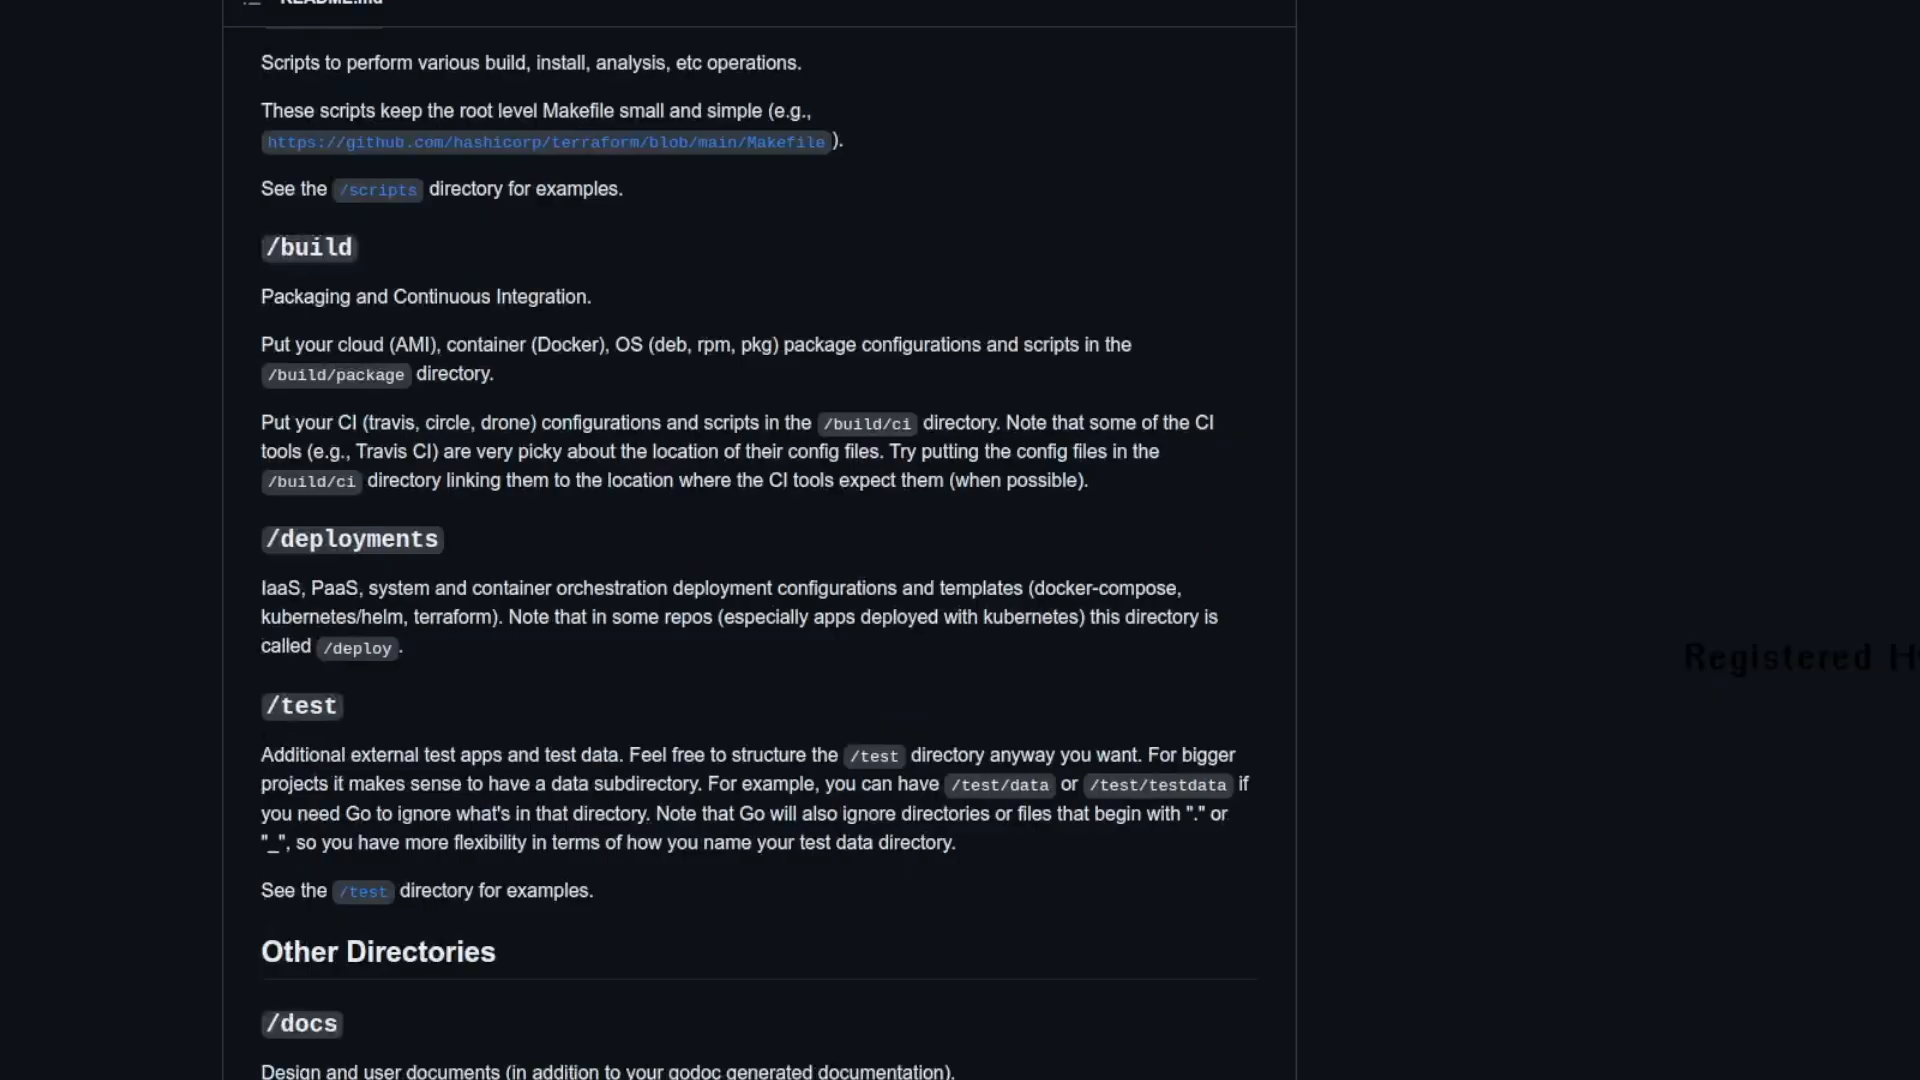 README.md
Scripts to perform various build, install, analysis, etc operations.
These scripts keep the root level Makefile small and simple (e.g.,
https://github.com/hashicorp/terraform/blob/main/Makefile ).
See the /scripts directory for examples.
/build
Packaging and Continuous Integration.
Put your cloud (AMI), container (Docker), OS (deb, rpm, pkg) package configurations and scripts in the
/build/package directory.
Put your CI (travis, circle, drone) configurations and scripts in the /build/ci directory. Note that some of the CI
tools (e.g., Travis CI) are very picky about the location of their config files. Try putting the config files in the
/build/ci directory linking them to the location where the CI tools expect them (when possible).
/deployments
IaaS, PaaS, system and container orchestration deployment configurations and templates (docker-compose,
kubernetes/helm, terraform). Note that in some repos (especially apps deployed with kubernetes) this directory is
called /deploy .
/test
Additional external test apps and test data. Feel free to structure the /test directory anyway you want. For bigger
projects it makes sense to have a data subdirectory. For example, you can have /test/data or /test/testdata if
you need Go to ignore what's in that directory. Note that Go will also ignore directories or files that begin with "." or
"_", so you have more flexibility in terms of how you name your test data directory.
See the /test directory for examples.
Other Directories
/docs
Design and user documents (in addition to your godoc generated documentation).
Registered